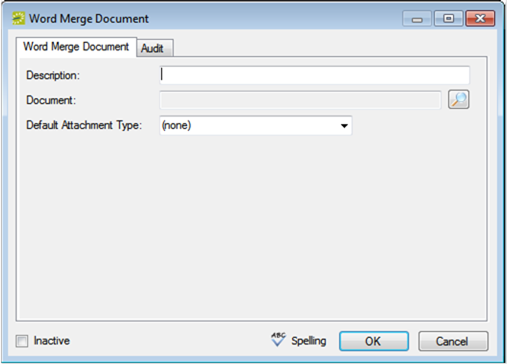 Word Merge Document
Word Merge Document Audit
Description:
Document:
Default Attachment Type: (none)
Inactive ABC Spelling OK Cancel